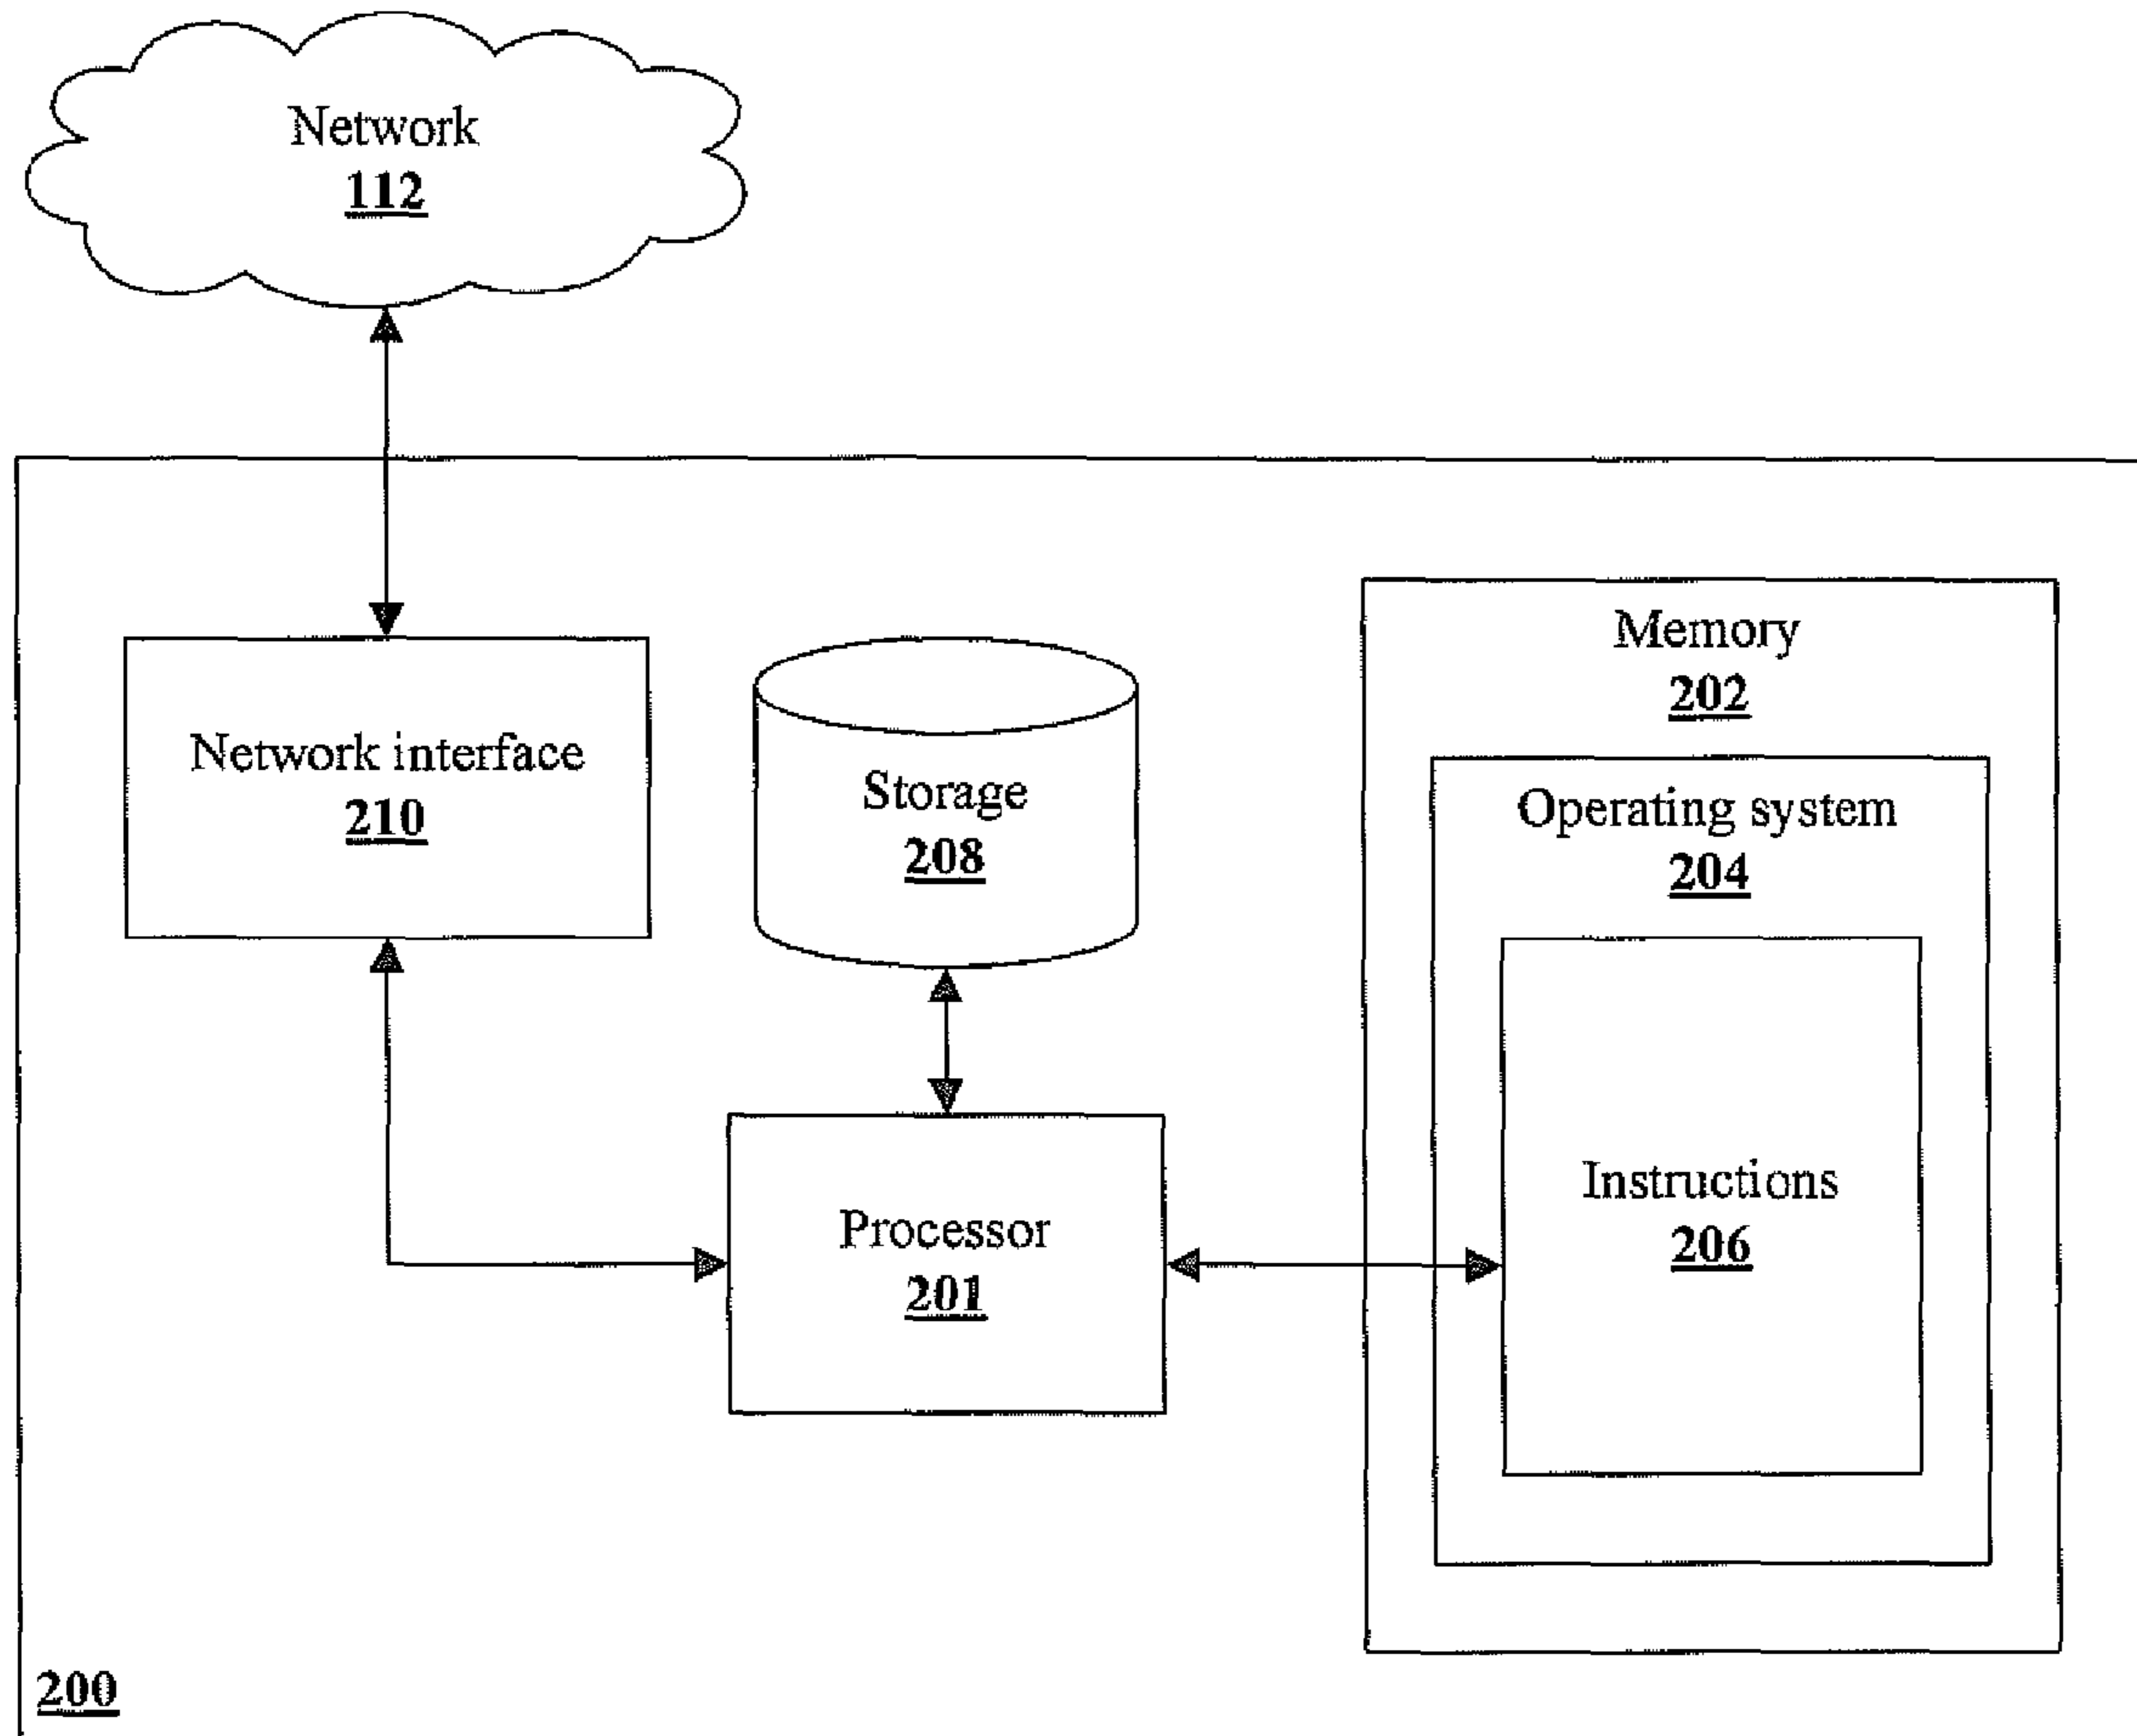 Network
112
Network interface
210
Storage
208
Memory
202
Operating system
204
Instructions
206
Processor
201
200